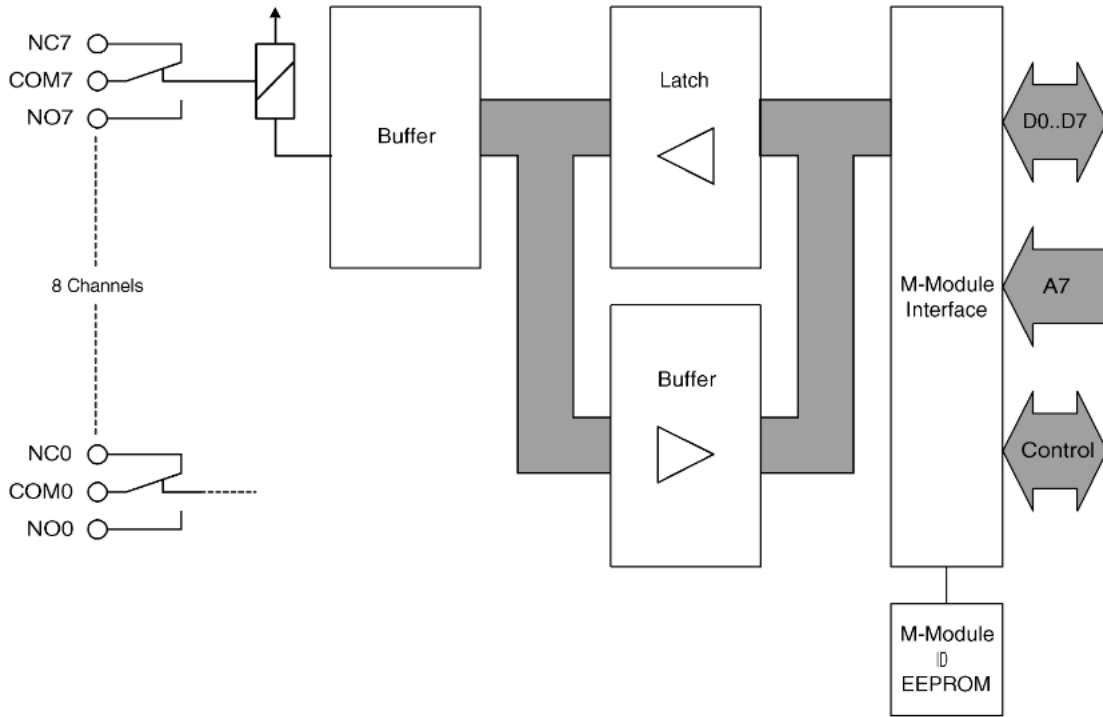 NC7
COM7
NO7
8 Channels
NC0
COM0
NO0
Buffer
Latch
Buffer
M-Module
Interface
D0..D7
A7
Control
M-Module
ID
EEPROM